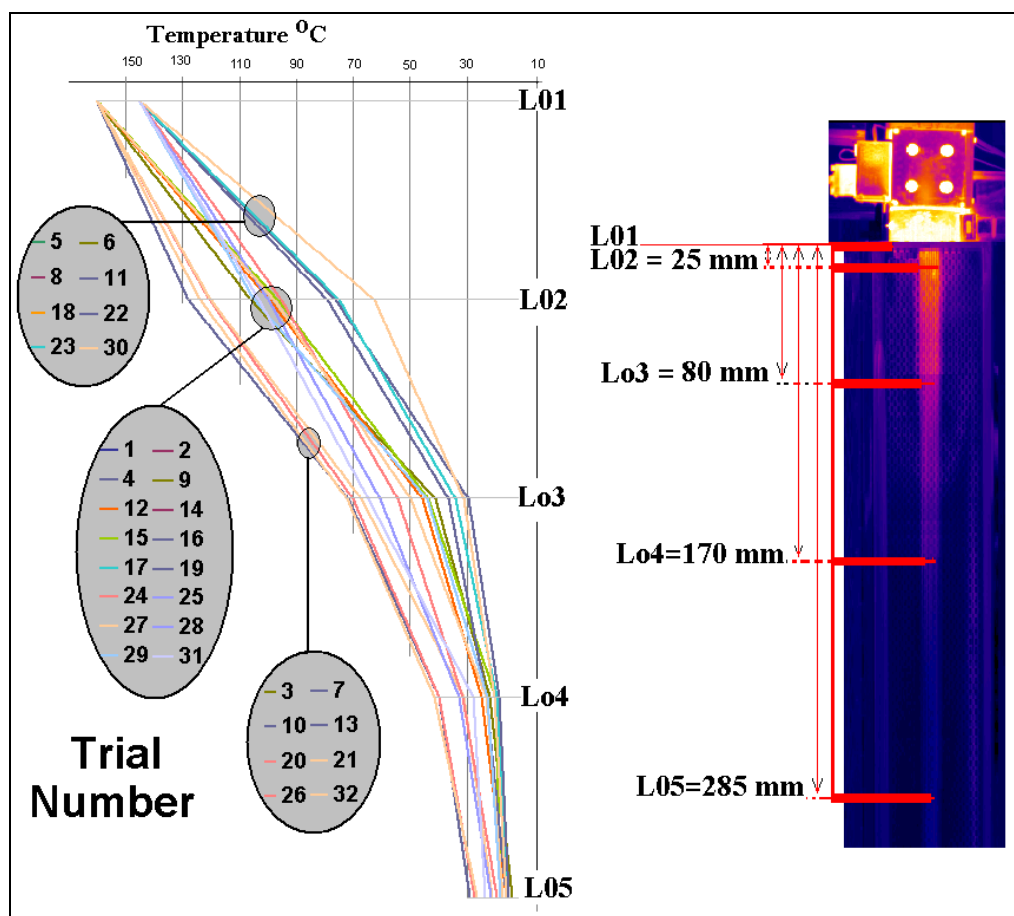 Temperature °C
150 130 110 90 70 50 30 10
L01
L02
Lo3
Lo4
L05
5 6
8 11
18 22
23 30
1 2
4 9
12 14
15 16
17 19
24 25
27 28
29 31
3 7
10 13
20 21
26 32
Trial
Number
L01
L02 = 25 mm
Lo3 = 80 mm
Lo4=170 mm
L05=285 mm